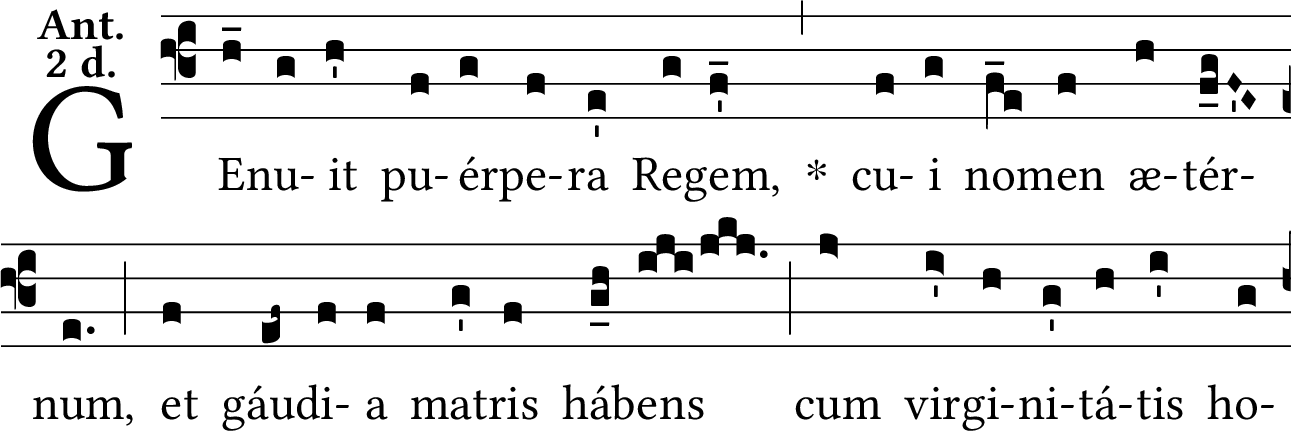 Ant.
2 d.
GEnu-it pu-érpe-ra Regem, * cu-i nomen æ-tér-
num, et gáudi-a matris hábens cum virgi-ni-tá-tis ho-